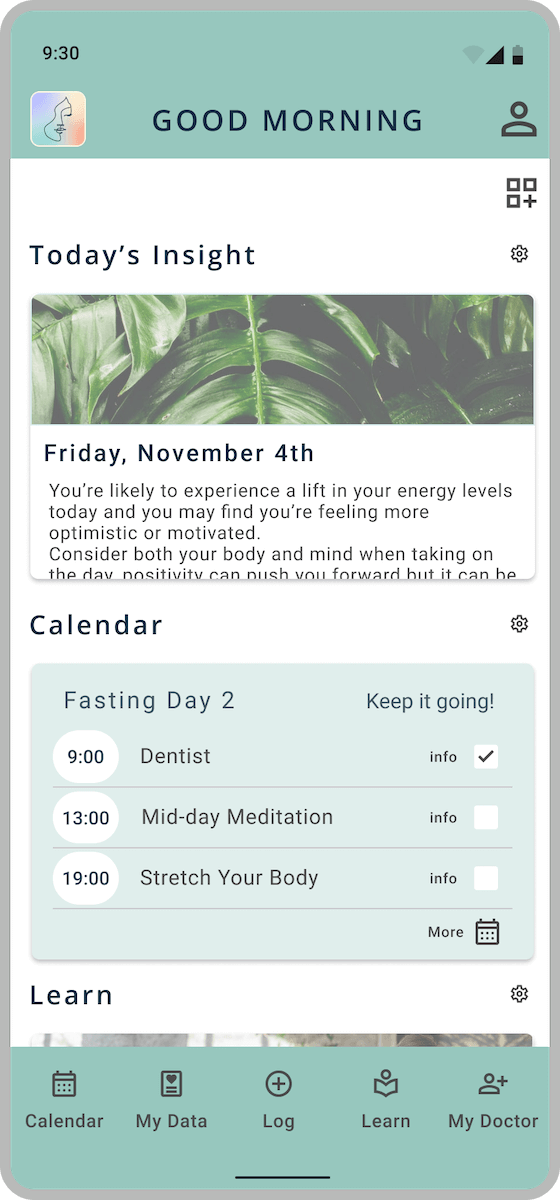 9:30
GOOD MORNING
Today’s Insight
Friday, November 4th
You’re likely to experience a lift in your energy levels
today and you may find you’re feeling more
optimistic or motivated.
Consider both your body and mind when taking on
the day, positivity can push you forward but it can be
Calendar
Fasting Day 2 Keep it going!
9:00 Dentist info
13:00 Mid-day Meditation info
19:00 Stretch Your Body info
More
Learn
Calendar My Data Log Learn My Doctor